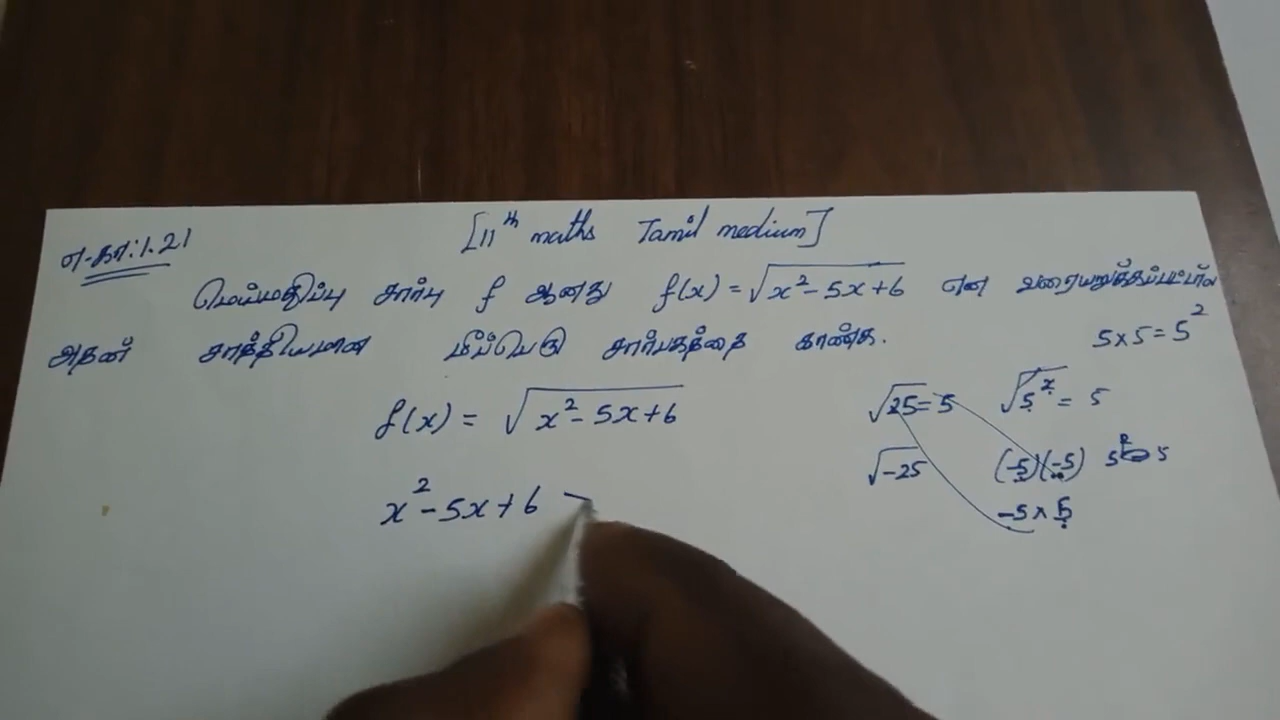 [11th maths Tamil medium]
எ.கா:1.21
மெய்மதிப்பு சார்பு f ஆனது f(x) = √(x² - 5x + 6) என வரையறுக்கப்பட்டால்
அதன் சாத்தியமான மீப்பெரு சார்பகத்தை காண்க.
5 x 5 = 5²
f(x) = √(x² - 5x + 6)
√25 = 5 √5² = 5
√-25 (-5)(-5)
-5 x 5
x² - 5x + 6